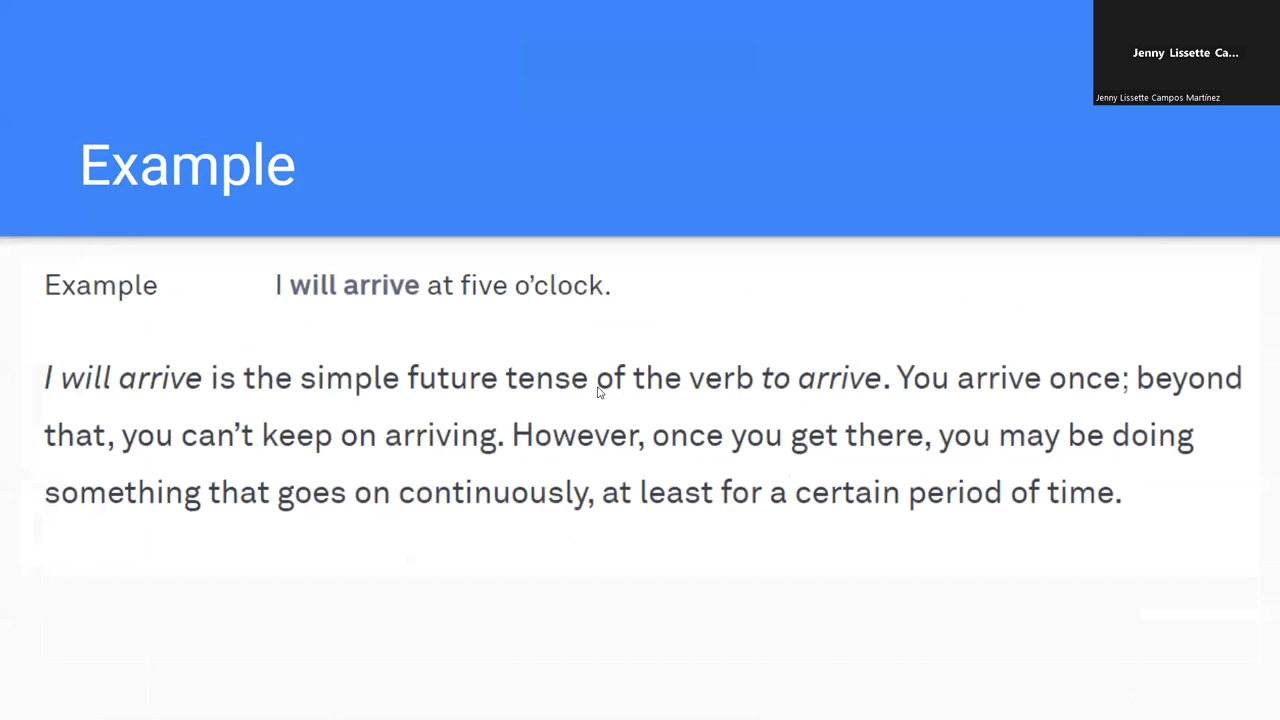 Jenny Lissette Ca...
Jenny Lissette Campos Martínez
Example
Example I will arrive at five o’clock.
I will arrive is the simple future tense of the verb to arrive. You arrive once; beyond
that, you can’t keep on arriving. However, once you get there, you may be doing
something that goes on continuously, at least for a certain period of time.